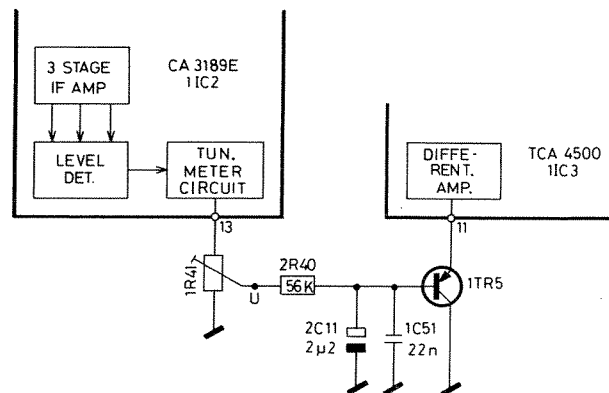 3 STAGE
IF AMP
CA 3189E
1IC2
LEVEL
DET.
TUN.
METER
CIRCUIT
DIFFE-
RENT.
AMP.
TCA 4500
1IC3
13
11
1R41
U
2R40
56K
1TR5
2C11
2µ2
1C51
22n